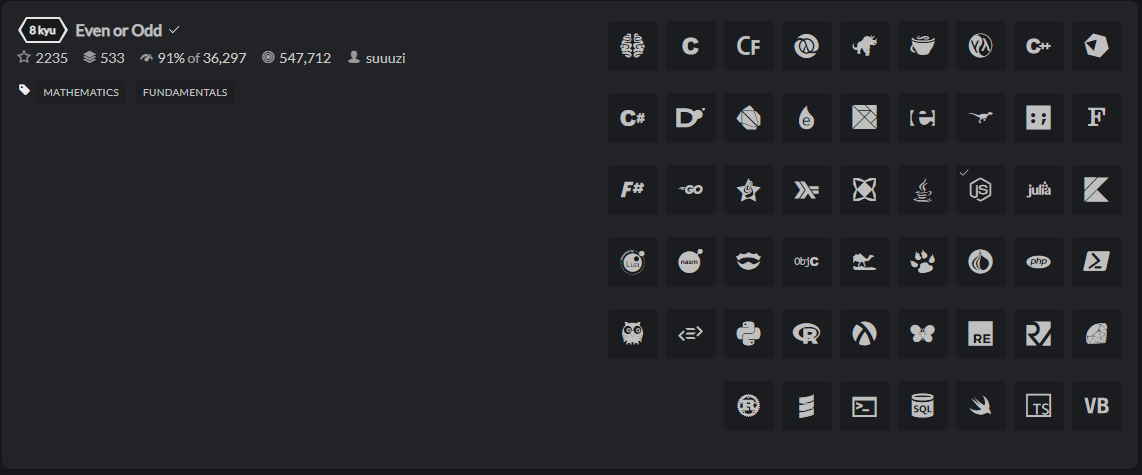 8 kyu Even or Odd
2235 533 91% of 36,297 547,712 suuuzi
MATHEMATICS FUNDAMENTALS
C CF C++
C# D e [e] : ; F
F# GO JS julia
Lua nasm ObjC php
R RE R
R >_ SQL TS VB